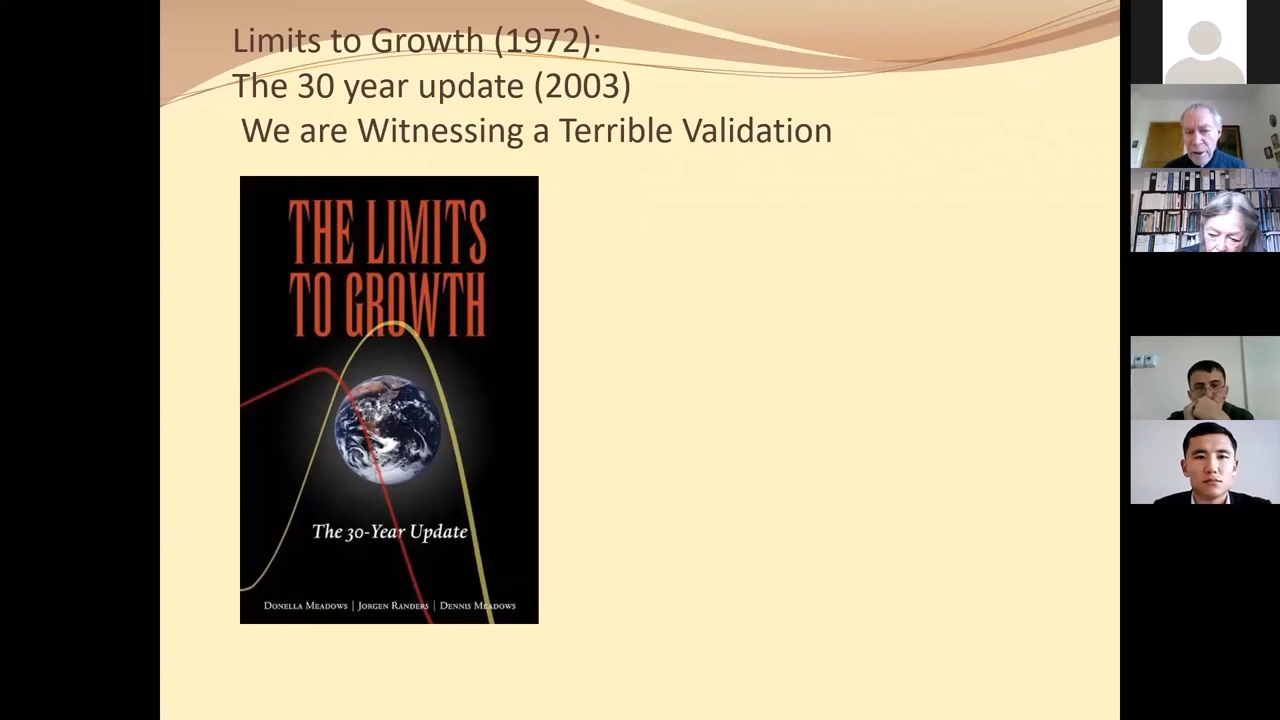 Limits to Growth (1972):
The 30 year update (2003)
We are Witnessing a Terrible Validation
THE LIMITS
TO GROWTH
The 30-Year Update
DONELLA MEADOWS | JORGEN RANDERS | DENNIS MEADOWS